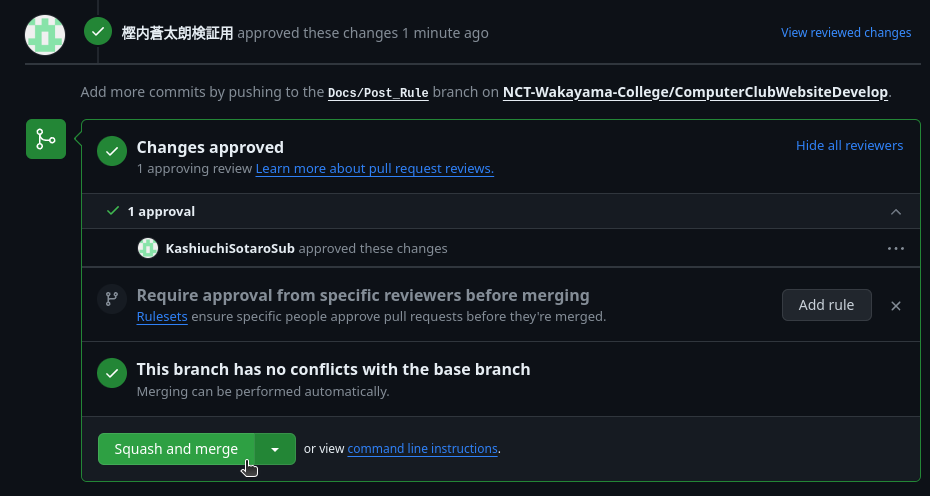 樫内蒼太朗検証用 approved these changes 1 minute ago
View reviewed changes
Add more commits by pushing to the Docs/Post_Rule branch on NCT-Wakayama-College/ComputerClubWebsiteDevelop.
Changes approved
Hide all reviewers
1 approving review Learn more about pull request reviews.
1 approval
KashiuchiSotaroSub approved these changes
Require approval from specific reviewers before merging
Rulesets ensure specific people approve pull requests before they're merged.
Add rule
This branch has no conflicts with the base branch
Merging can be performed automatically.
Squash and merge
or view command line instructions.